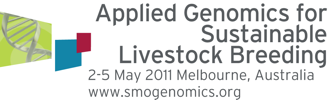 Applied Genomics for
Sustainable
Livestock Breeding
2-5 May 2011 Melbourne, Australia
www.smogenomics.org